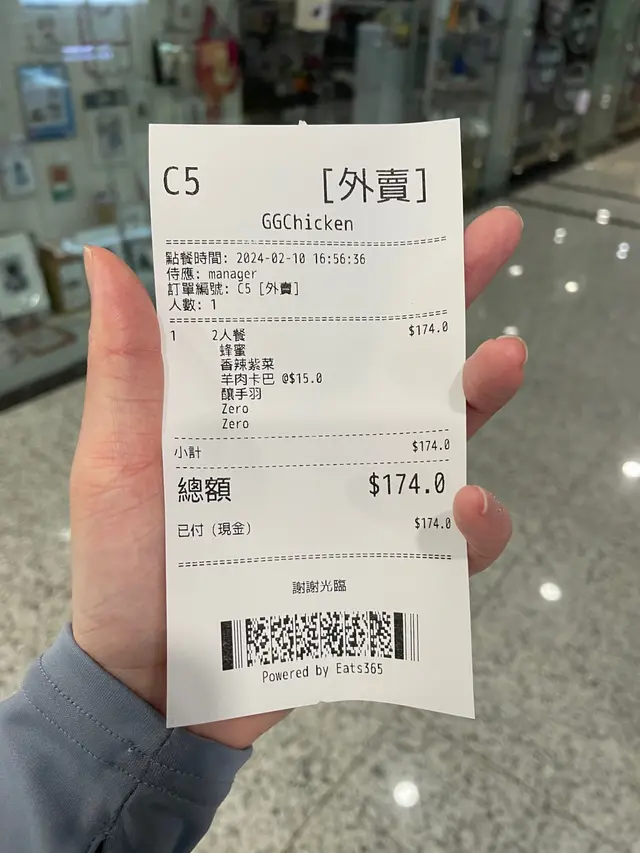 C5 [外賣]
GGChicken
點餐時間: 2024-02-10 16:56:36
侍應: manager
訂單編號: C5 [外賣]
人數: 1
1 2人餐 $174.0
蜂蜜
香辣紫菜
羊肉卡巴 @$15.0
釀手羽
Zero
Zero
小計 $174.0
總額 $174.0
已付 (現金) $174.0
謝謝光臨
Powered by Eats365